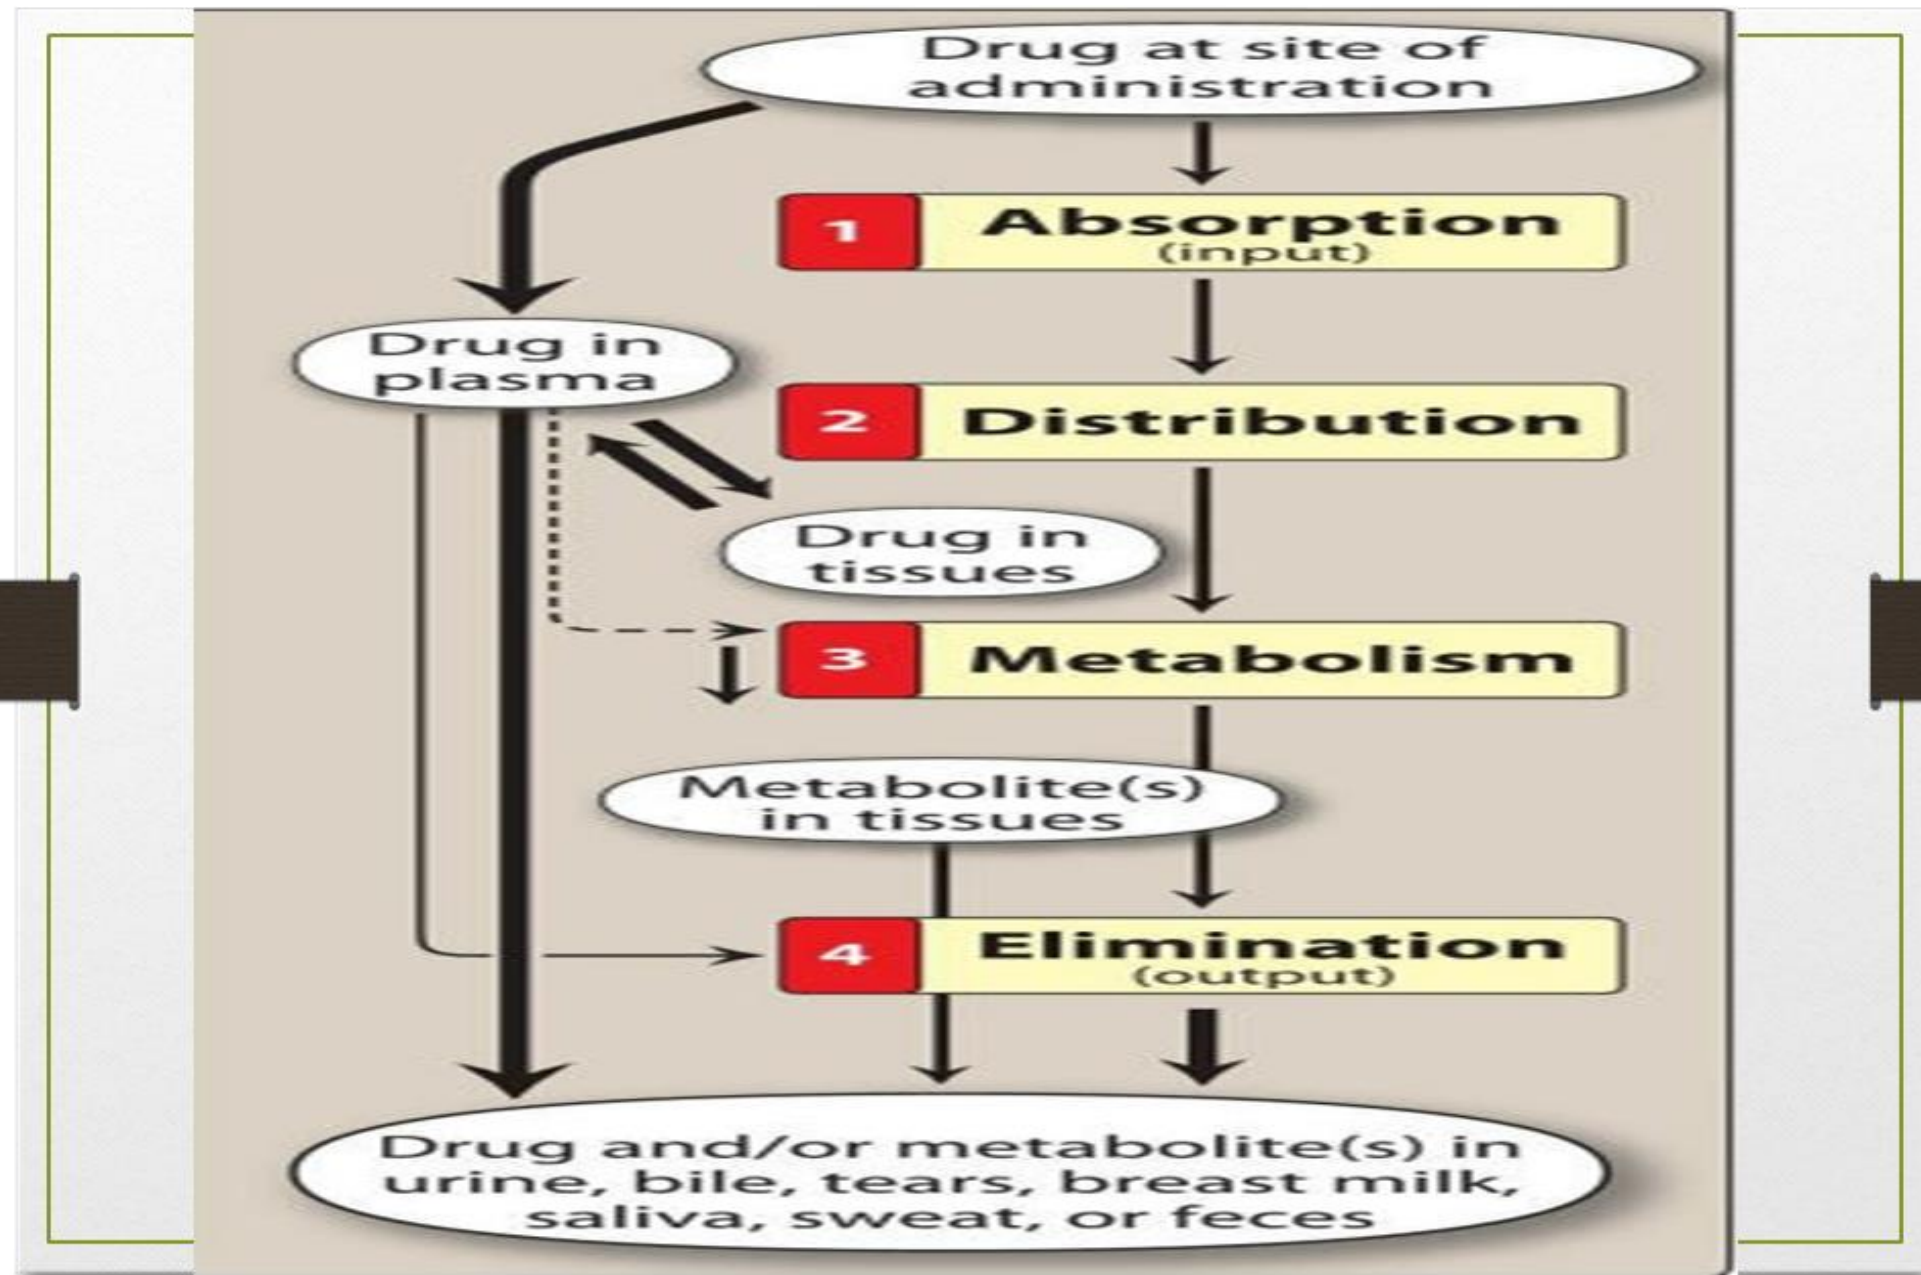 Drug at site of
administration
1 Absorption
(input)
Drug in
plasma
2 Distribution
Drug in
tissues
3 Metabolism
Metabolite(s)
in tissues
4 Elimination
(output)
Drug and/or metabolite(s) in
urine, bile, tears, breast milk,
saliva, sweat, or feces